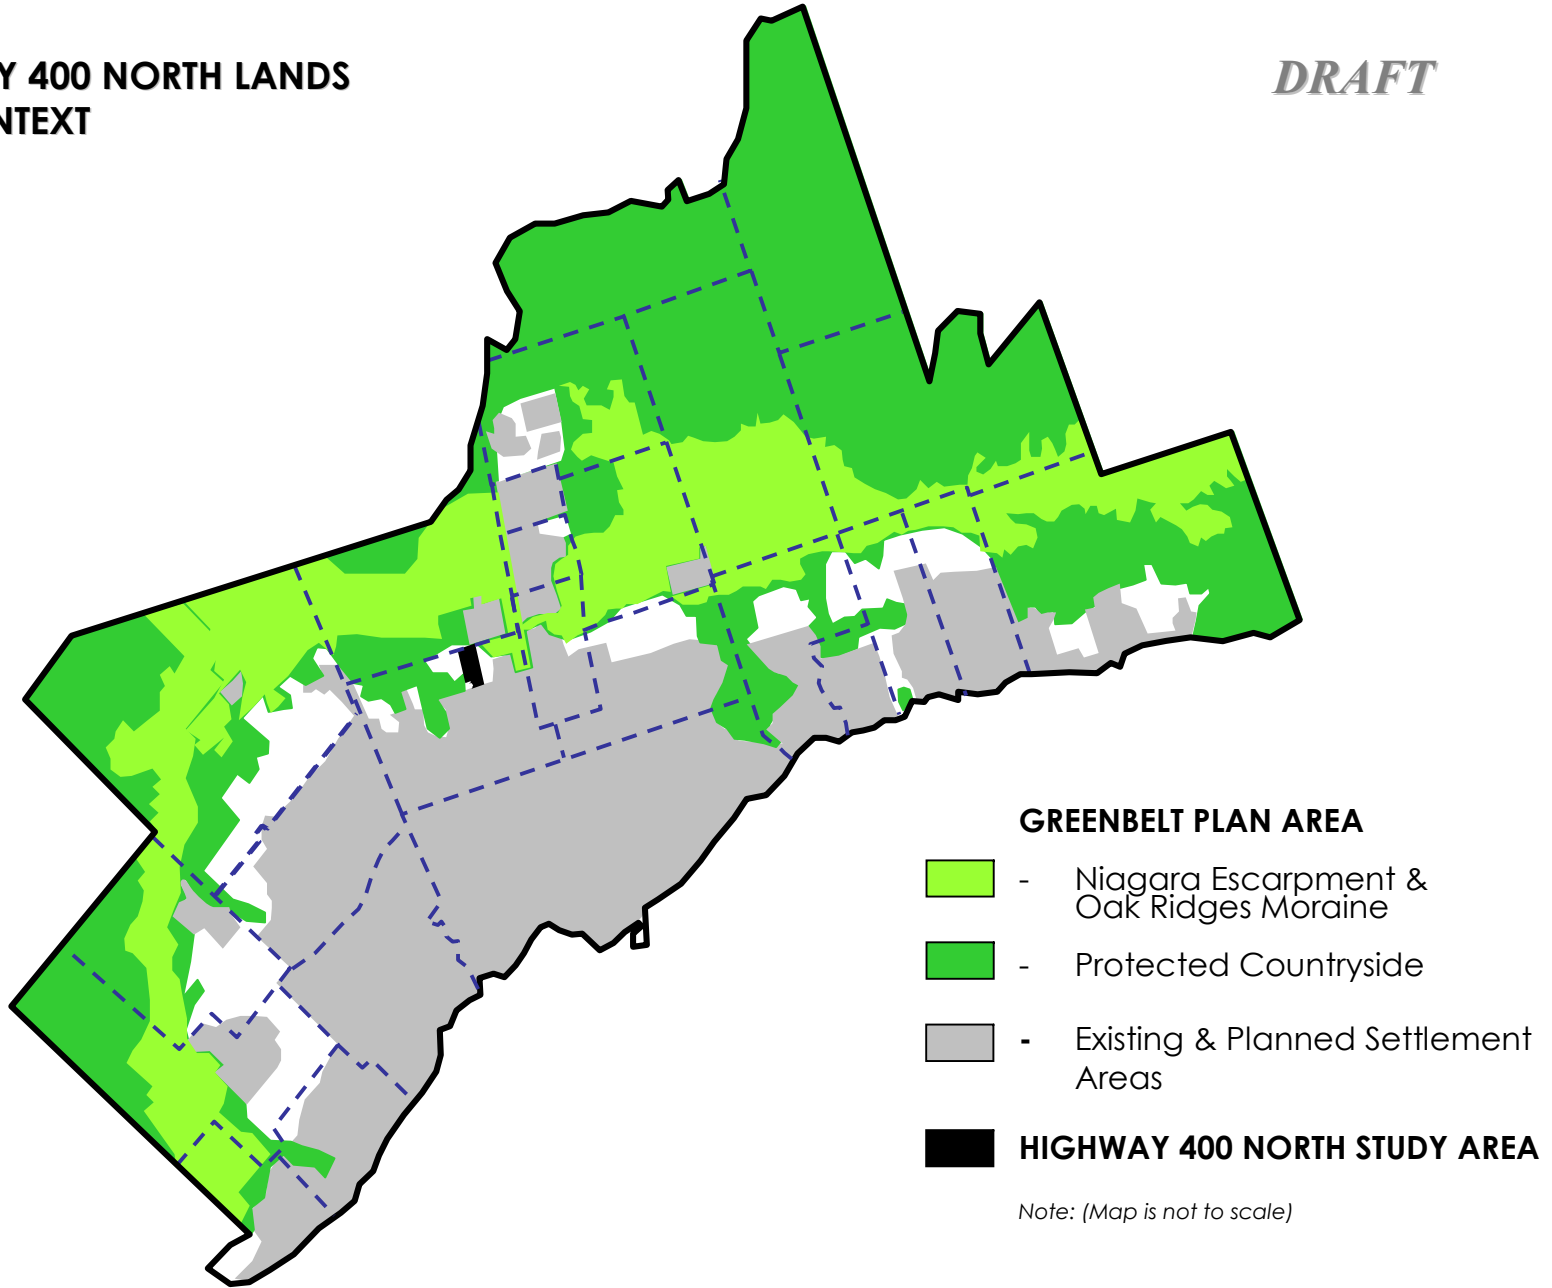 Y 400 NORTH LANDS
NTEXT
DRAFT
GREENBELT PLAN AREA
- Niagara Escarpment &
Oak Ridges Moraine
- Protected Countryside
- Existing & Planned Settlement
Areas
HIGHWAY 400 NORTH STUDY AREA
Note: (Map is not to scale)